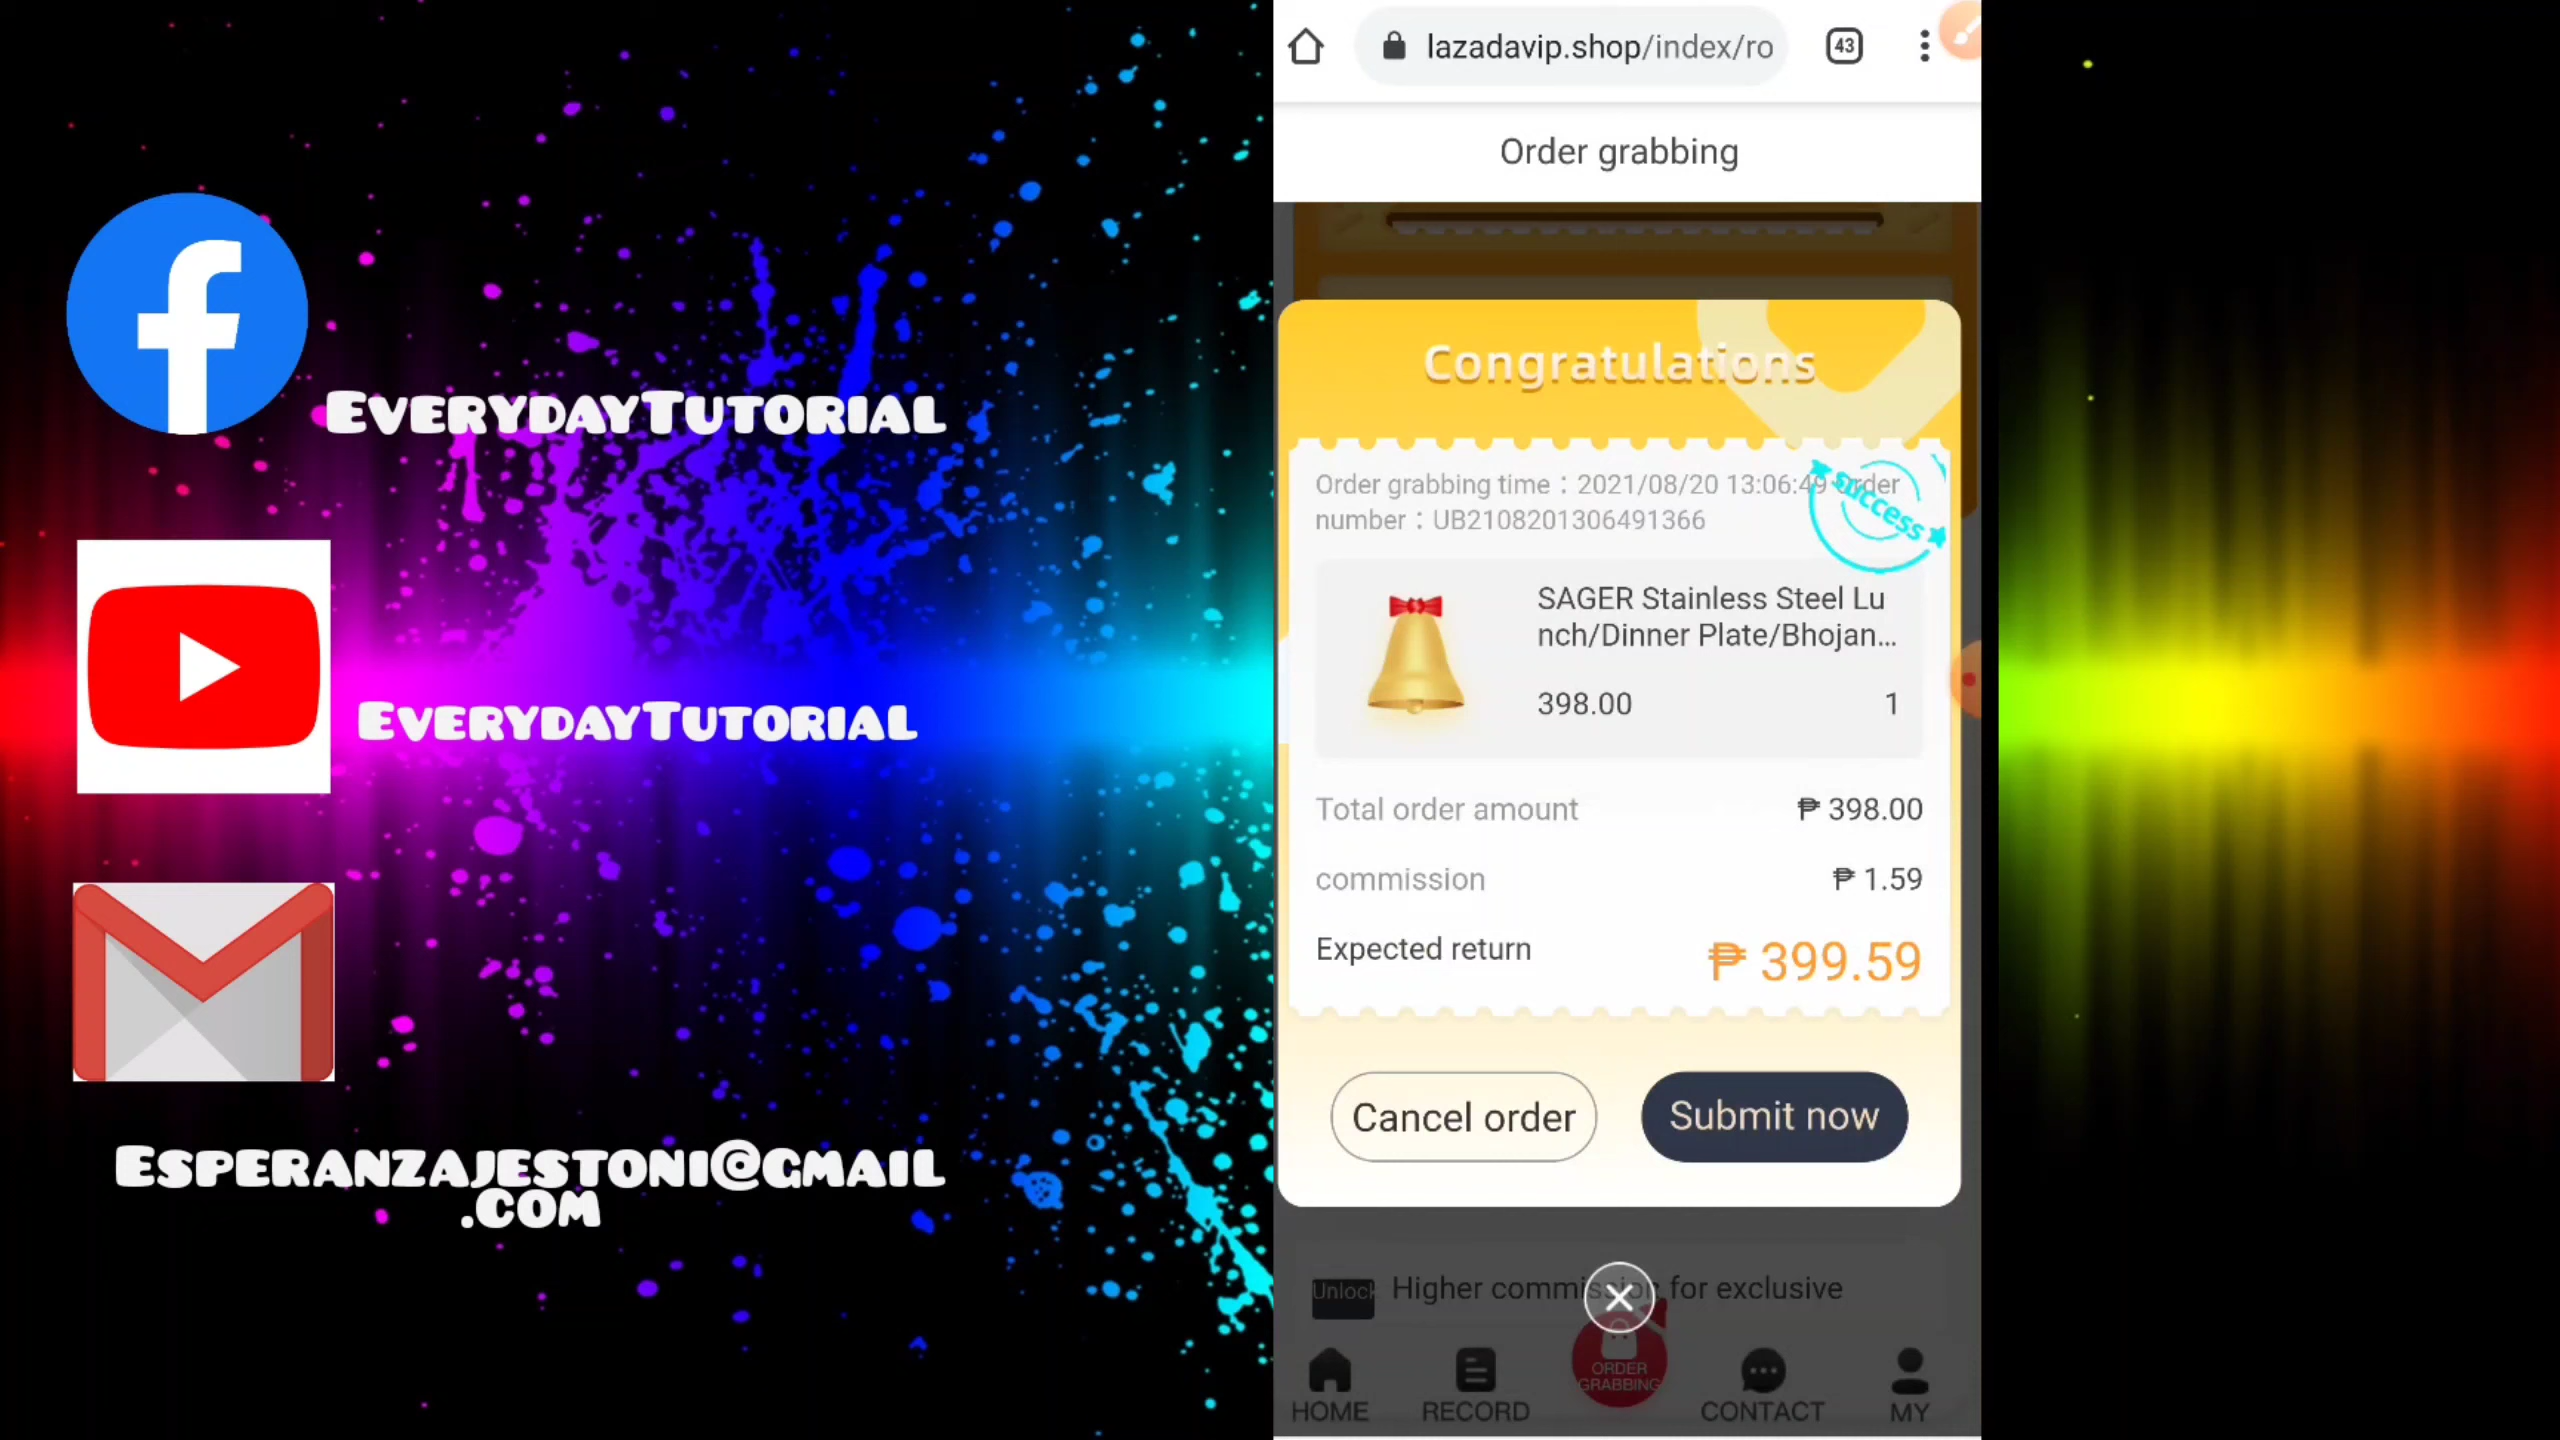 EVERYDAYTUTORIAL
EVERYDAYTUTORIAL
ESPERANZAJESTONI@GMAIL
.COM
lazadavip.shop/index/ro
43
Order grabbing
Congratulations
Order grabbing time：2021/08/20 13:06:49 order
number：UB2108201306491366
success
SAGER Stainless Steel Lu
nch/Dinner Plate/Bhojan...
398.00 1
Total order amount ₱ 398.00
commission ₱ 1.59
Expected return ₱ 399.59
Cancel order Submit now
Unlock Higher commission for exclusive
ORDER
GRABBING
HOME RECORD CONTACT MY